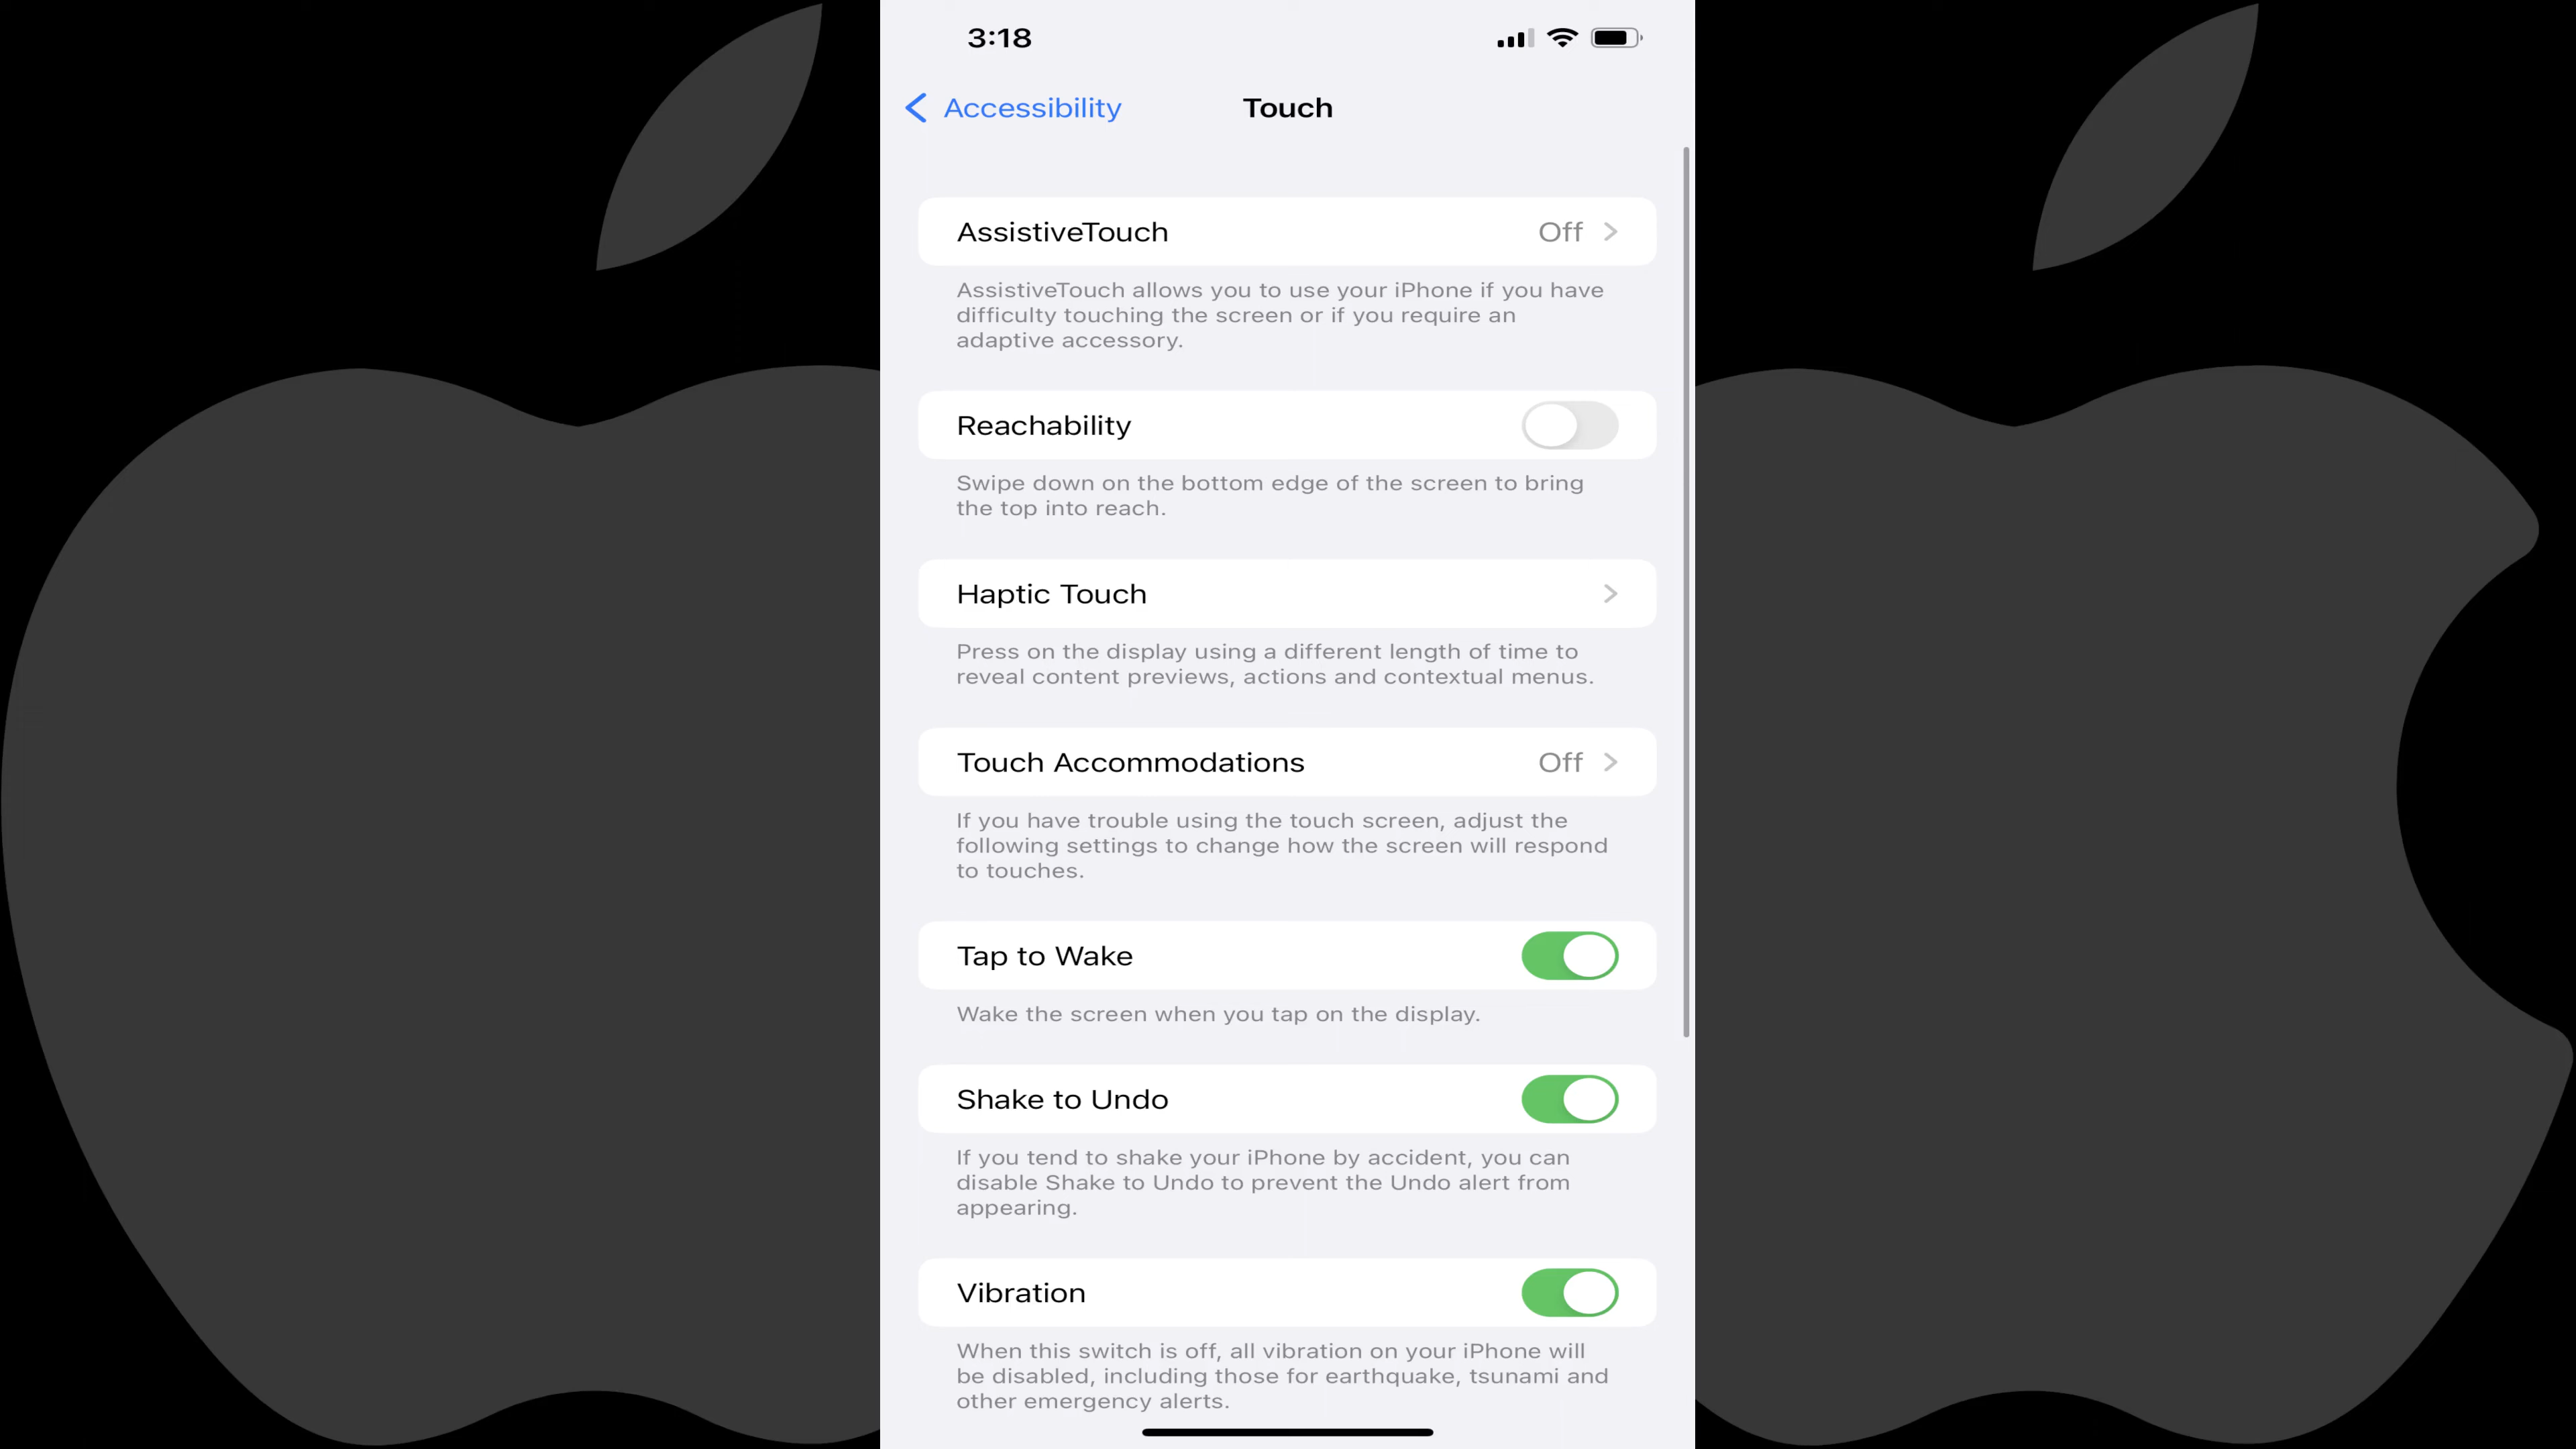 3:18
Accessibility
Touch
AssistiveTouch
Off
AssistiveTouch allows you to use your iPhone if you have
difficulty touching the screen or if you require an
adaptive accessory.
Reachability
Swipe down on the bottom edge of the screen to bring
the top into reach.
Haptic Touch
Press on the display using a different length of time to
reveal content previews, actions and contextual menus.
Touch Accommodations
Off
If you have trouble using the touch screen, adjust the
following settings to change how the screen will respond
to touches.
Tap to Wake
Wake the screen when you tap on the display.
Shake to Undo
If you tend to shake your iPhone by accident, you can
disable Shake to Undo to prevent the Undo alert from
appearing.
Vibration
When this switch is off, all vibration on your iPhone will
be disabled, including those for earthquake, tsunami and
other emergency alerts.